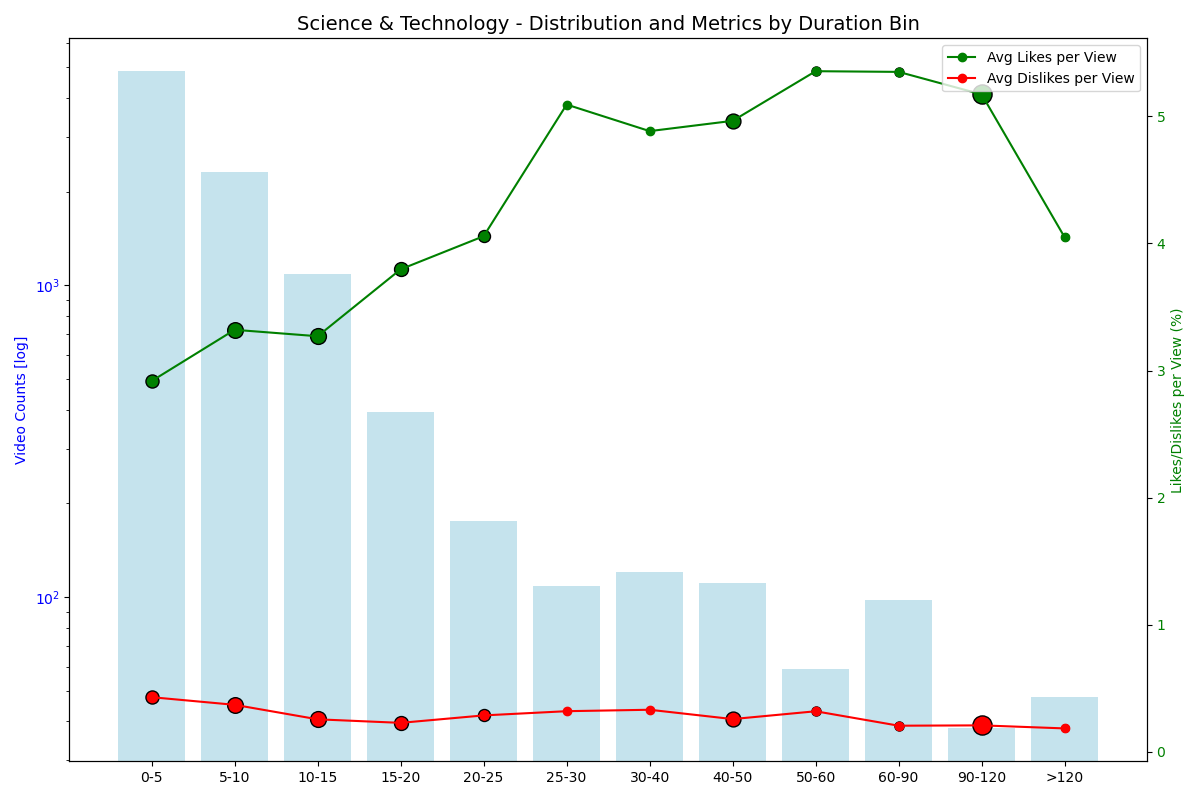 Science & Technology - Distribution and Metrics by Duration Bin
Avg Likes per View
Avg Dislikes per View
Video Counts [log]
10³
10²
Likes/Dislikes per View (%)
5
4
3
2
1
0
0-5 5-10 10-15 15-20 20-25 25-30 30-40 40-50 50-60 60-90 90-120 >120